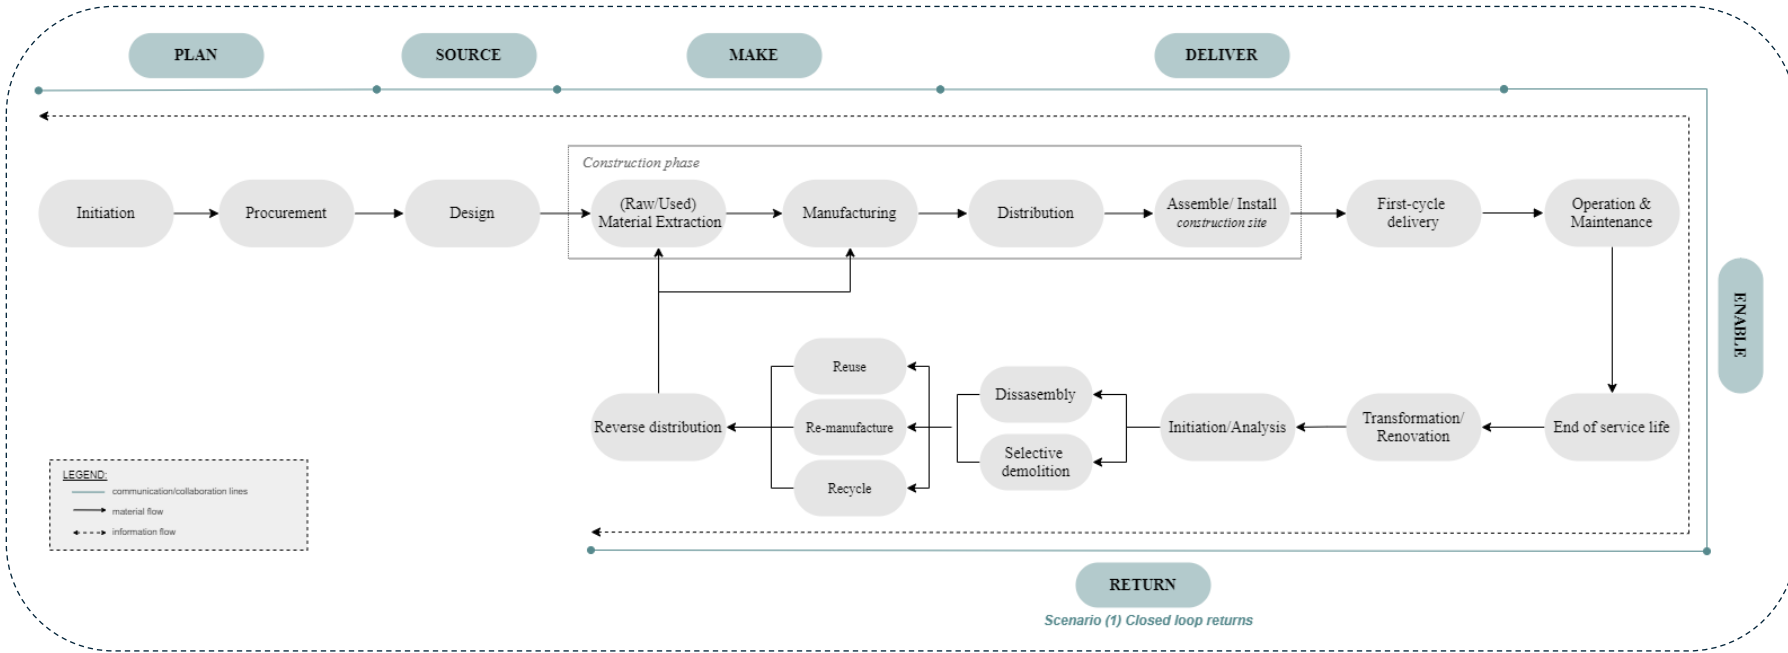 PLAN
SOURCE
MAKE
DELIVER
Construction phase
Initiation
Procurement
Design
(Raw/Used)
Material Extraction
Manufacturing
Distribution
Assemble/ Install
construction site
First-cycle
delivery
Operation &
Maintenance
ENABLE
Reuse
Re-manufacture
Recycle
Reverse distribution
Dissasembly
Selective
demolition
Initiation/Analysis
Transformation/
Renovation
End of service life
LEGEND:
communication/collaboration lines
material flow
information flow
RETURN
Scenario (1) Closed loop returns